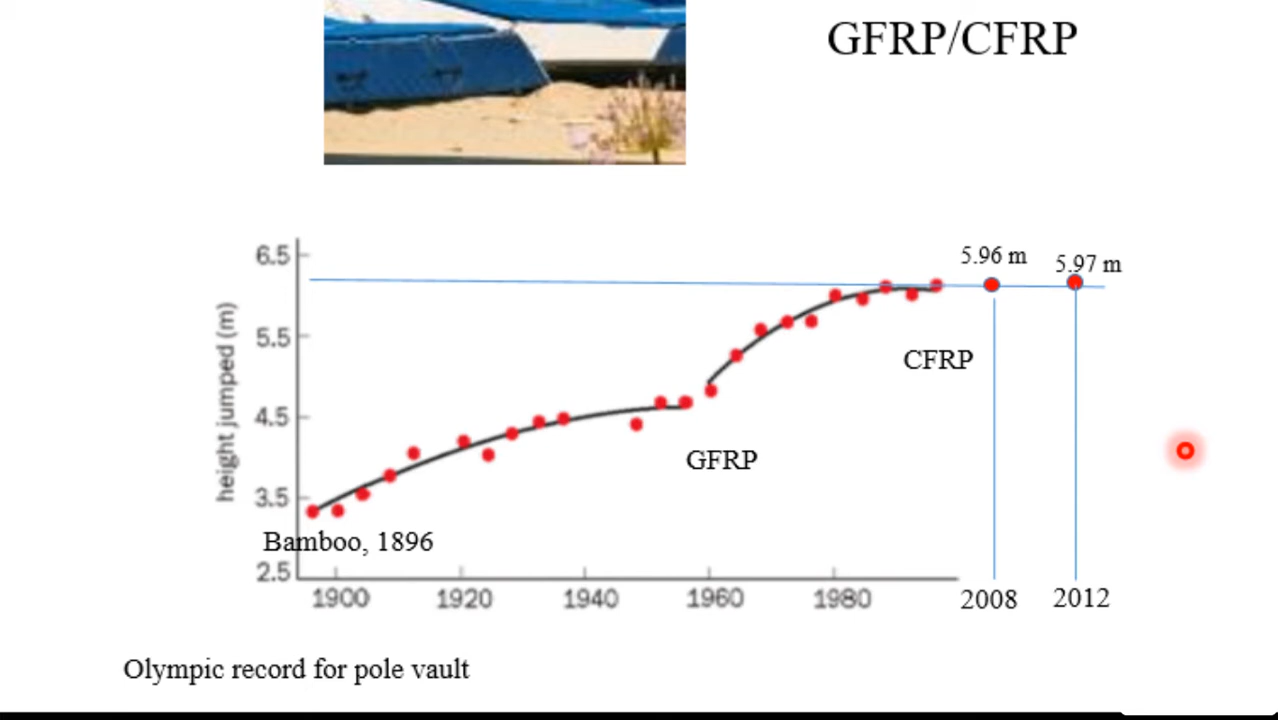 GFRP/CFRP
6.5
5.96 m
5.97 m
5.5
height jumped (m)
CFRP
4.5
GFRP
3.5
Bamboo, 1896
2.5
1900 1920 1940 1960 1980 2008 2012
Olympic record for pole vault